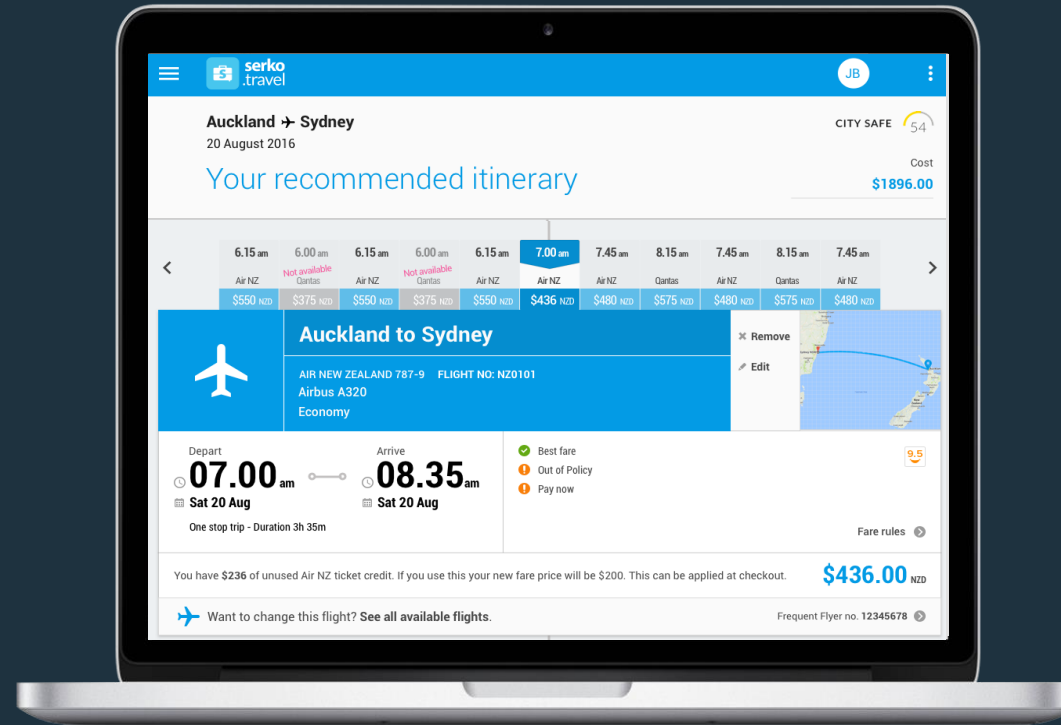 serko
.travel
JB
Auckland ✈ Sydney
20 August 2016
CITY SAFE 54
Your recommended itinerary
Cost
$1896.00
6.15 am 6.00 am 6.15 am 6.00 am 6.15 am 7.00 am 7.45 am 8.15 am 7.45 am 8.15 am 7.45 am
Not available Not available
Air NZ Qantas Air NZ Qantas Air NZ Air NZ Air NZ Qantas Air NZ Qantas Air NZ
$550 NZD $375 NZD $550 NZD $375 NZD $550 NZD $436 NZD $480 NZD $575 NZD $480 NZD $575 NZD $480 NZD
Auckland to Sydney
AIR NEW ZEALAND 787-9 FLIGHT NO: NZ0101
Airbus A320
Economy
Remove
Edit
Depart Arrive
07.00 am 08.35 am
Sat 20 Aug Sat 20 Aug
One stop trip - Duration 3h 35m
Best fare
Out of Policy
Pay now
9.5
Fare rules
You have $236 of unused Air NZ ticket credit. If you use this your new fare price will be $200. This can be applied at checkout.
$436.00 NZD
Want to change this flight? See all available flights.
Frequent Flyer no. 12345678